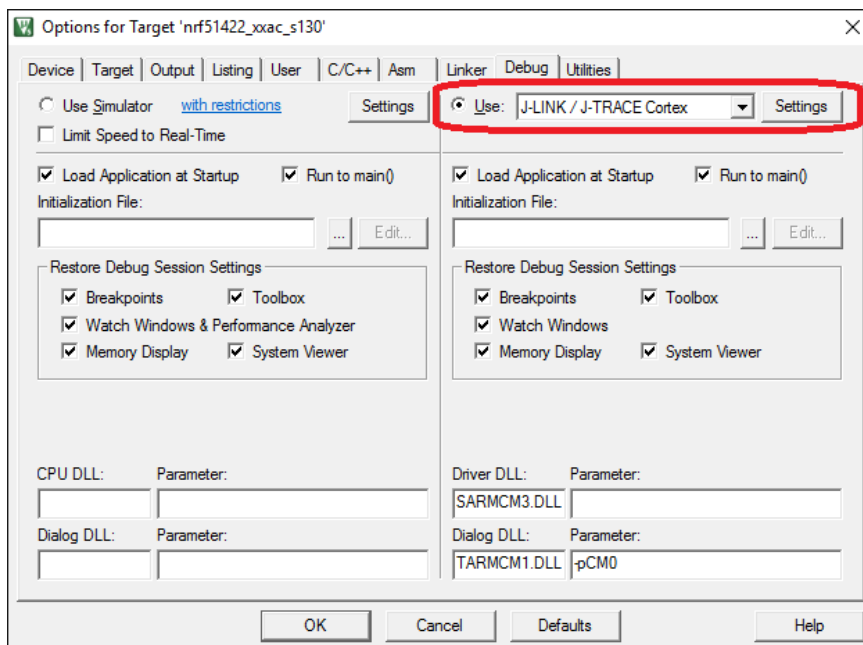 Options for Target 'nrf51422_xxac_s130'
Device Target Output Listing User C/C++ Asm Linker Debug Utilities
Use Simulator with restrictions Settings
Limit Speed to Real-Time
Use: J-LINK / J-TRACE Cortex Settings
Load Application at Startup Run to main()
Initialization File:
... Edit...
Restore Debug Session Settings
Breakpoints Toolbox
Watch Windows & Performance Analyzer
Memory Display System Viewer
CPU DLL: Parameter:
Dialog DLL: Parameter:
Load Application at Startup Run to main()
Initialization File:
... Edit...
Restore Debug Session Settings
Breakpoints Toolbox
Watch Windows
Memory Display System Viewer
Driver DLL: Parameter:
SARMCM3.DLL
Dialog DLL: Parameter:
TARMCM1.DLL -pCM0
OK Cancel Defaults Help